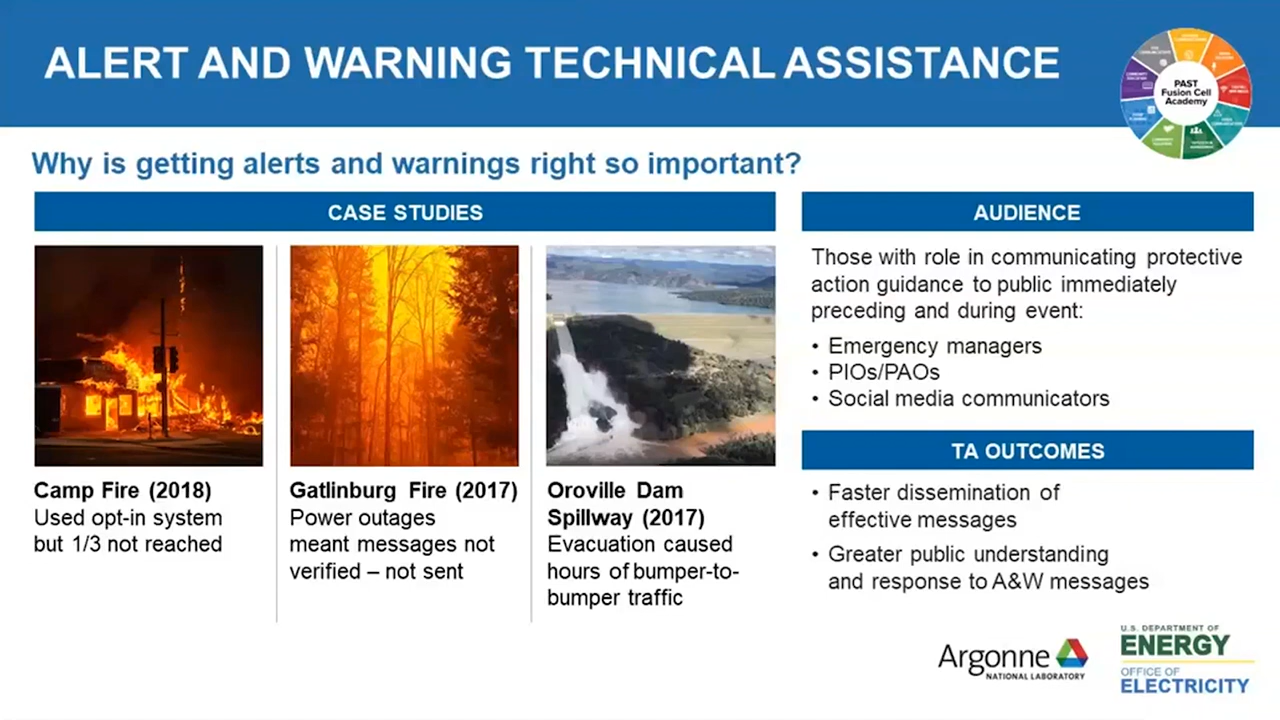 ALERT AND WARNING TECHNICAL ASSISTANCE
PAST
Fusion Cell
Academy
Why is getting alerts and warnings right so important?
CASE STUDIES
Camp Fire (2018)
Used opt-in system
but 1/3 not reached
Gatlinburg Fire (2017)
Power outages
meant messages not
verified – not sent
Oroville Dam
Spillway (2017)
Evacuation caused
hours of bumper-to-
bumper traffic
AUDIENCE
Those with role in communicating protective
action guidance to public immediately
preceding and during event:
• Emergency managers
• PIOs/PAOs
• Social media communicators
TA OUTCOMES
• Faster dissemination of
effective messages
• Greater public understanding
and response to A&W messages
Argonne
NATIONAL LABORATORY
U.S. DEPARTMENT OF
ENERGY
OFFICE OF
ELECTRICITY